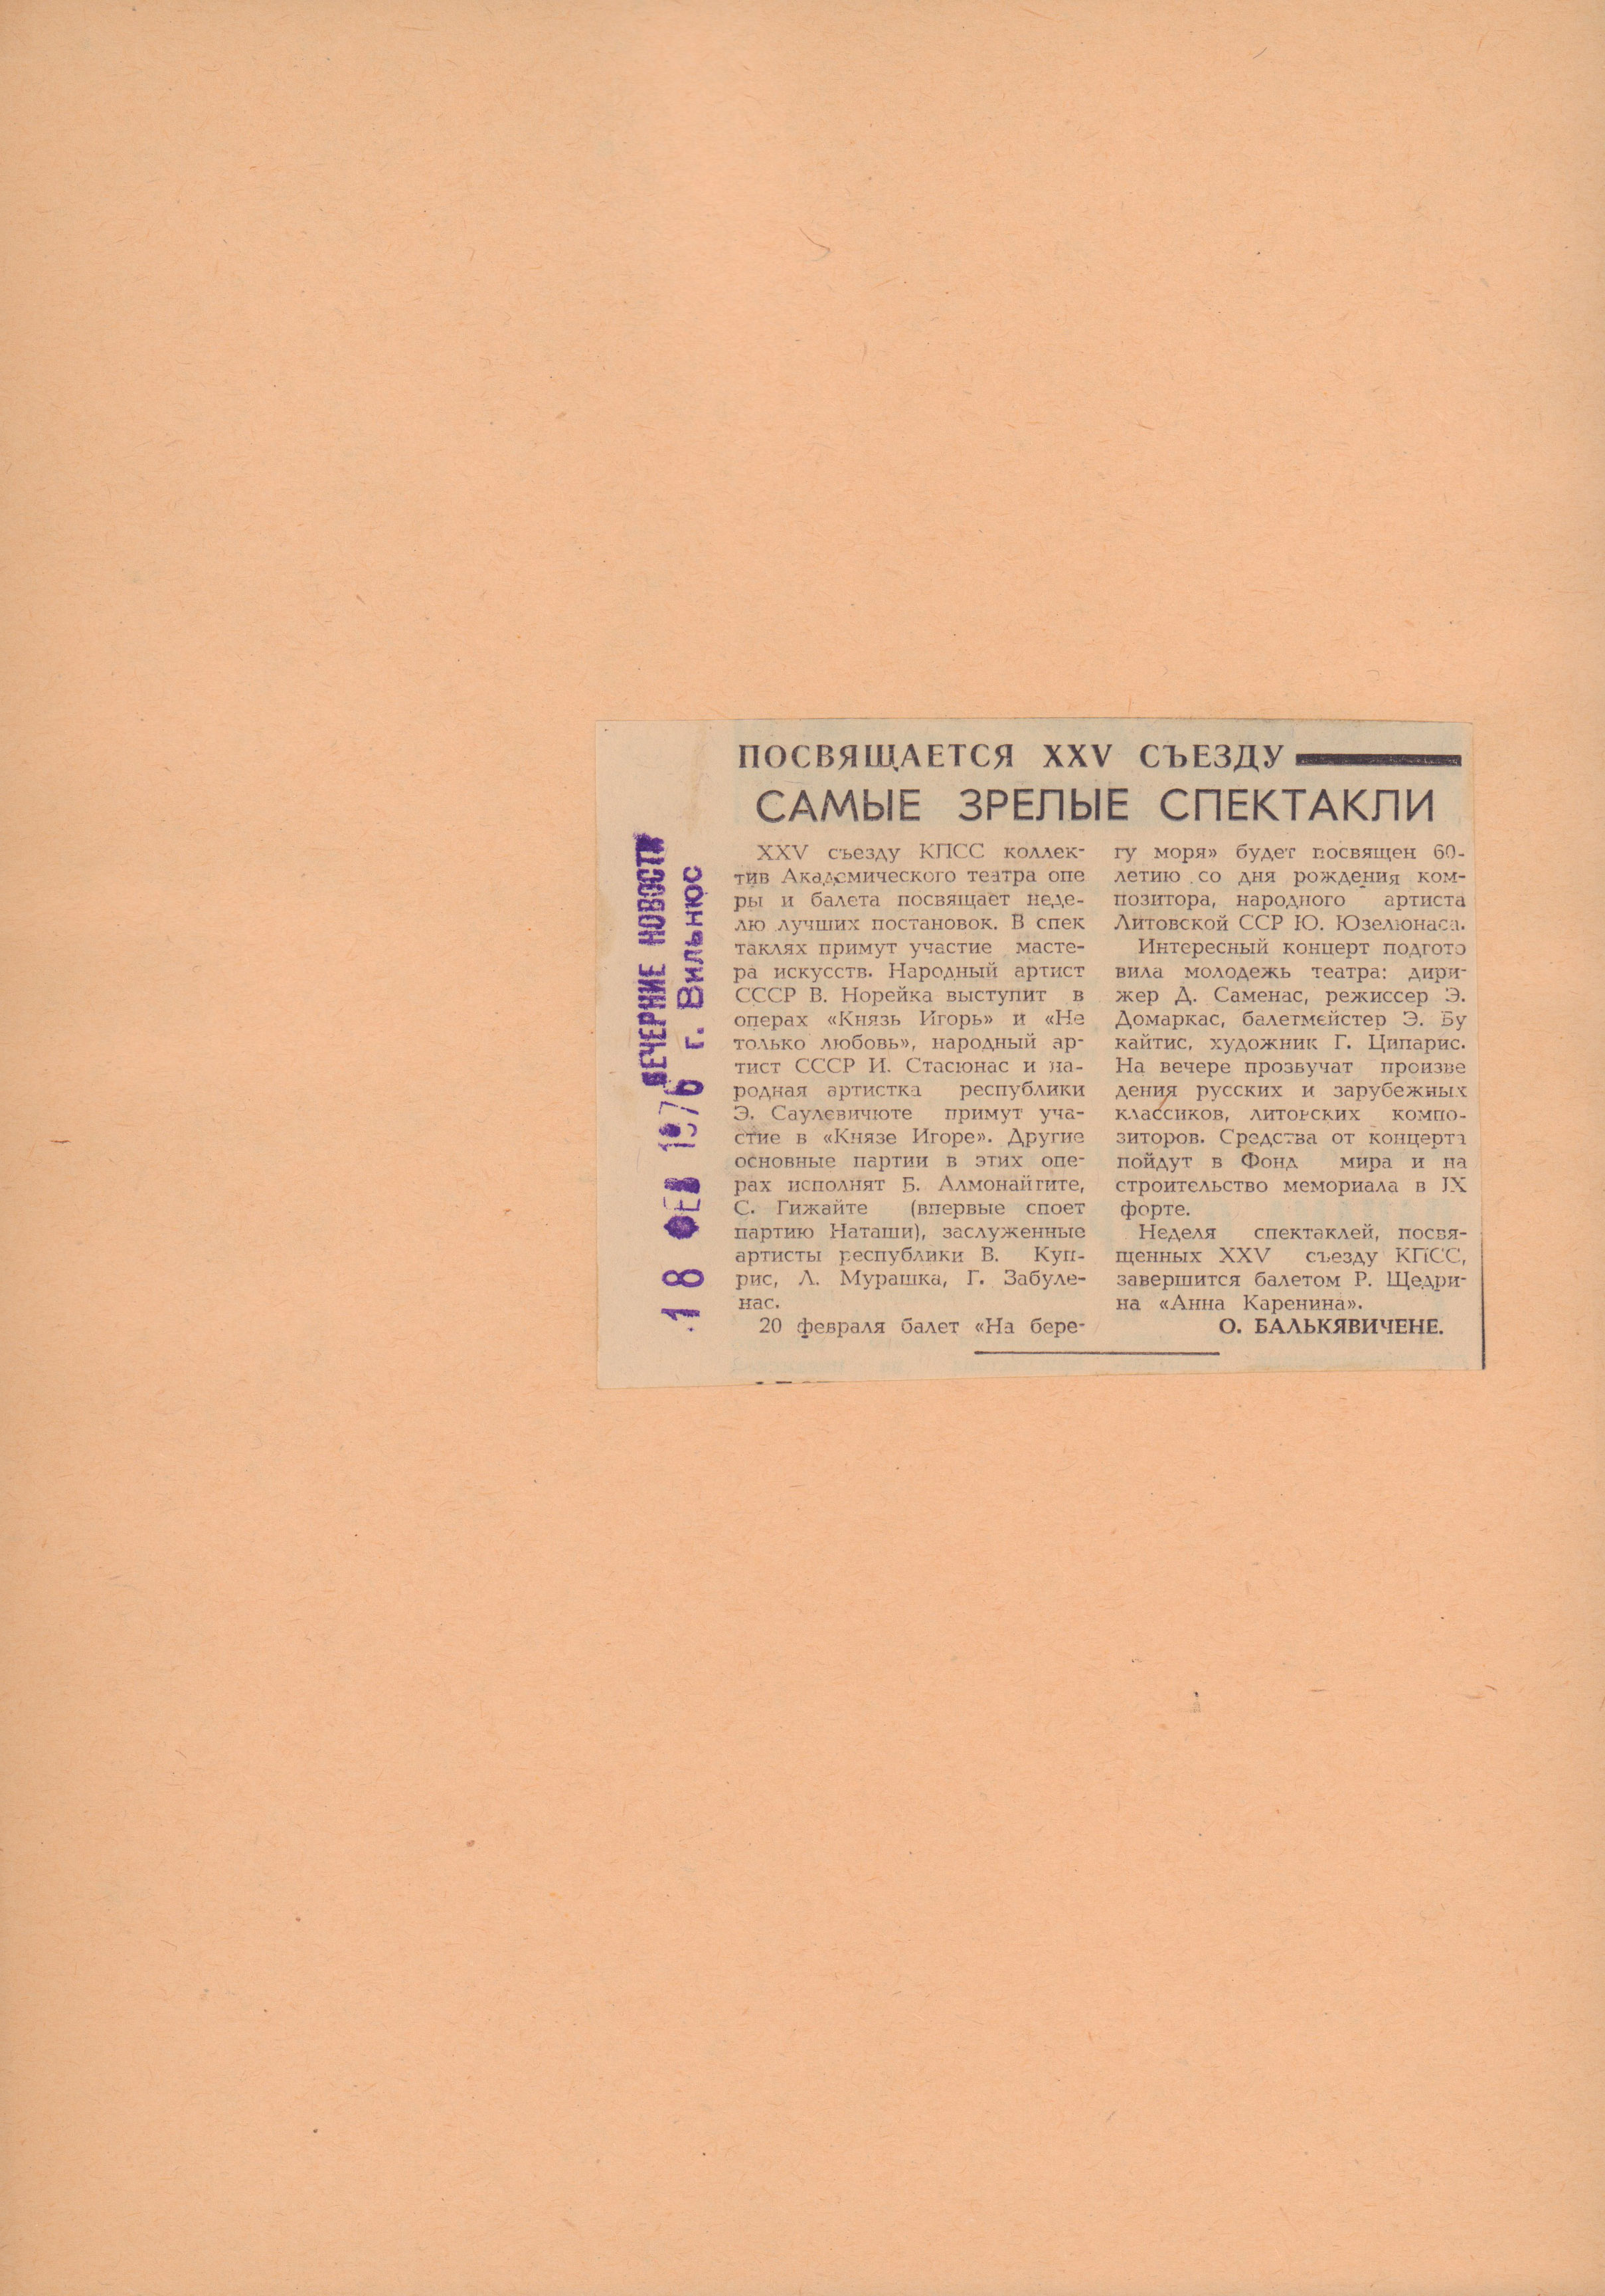 ПОСВЯЩАЕТСЯ XXV СЪЕЗДУ
САМЫЕ ЗРЕЛЫЕ СПЕКТАКЛИ
XXV съезду КПСС коллек-
тив Академического театра опе
ры и балета посвящает неде-
лю лучших постановок. В спек
таклях примут участие масте-
ра искусств. Народный артист
СССР В. Норейка выступит в
операх «Князь Игорь» и «Не
только любовь», народный ар-
тист СССР И. Стасюнас и на-
родная артистка республики
Э. Саулевичюте примут уча-
стие в «Князе Игоре». Другие
основные партии в этих опе-
рах исполнят Б. Алмонайтите,
С. Гижайте (впервые споет
партию Наташи), заслуженные
артисты республики В. Куп-
рис, Л. Мурашка, Г. Забуле-
нас.
20 февраля балет «На бере-
гу моря» будет посвящен 60-
летию со дня рождения ком-
позитора, народного артиста
Литовской ССР Ю. Юзелюнаса.
Интересный концерт подгото
вила молодежь театра: дири-
жер Д. Саменас, режиссер Э.
Домаркас, балетмейстер Э. Бу
кайтис, художник Г. Ципарис.
На вечере прозвучат произве
дения русских и зарубежных
классиков, литовских компо-
зиторов. Средства от концерта
пойдут в Фонд мира и на
строительство мемориала в IX
форте.
Неделя спектаклей, посвя-
щенных XXV съезду КПСС,
завершится балетом Р. Щедри-
на «Анна Каренина».
О. БАЛЬКЯВИЧЕНЕ.
ВЕЧЕРНИЕ НОВОСТИ
г. Вильнюс
18 ФЕВ 1976